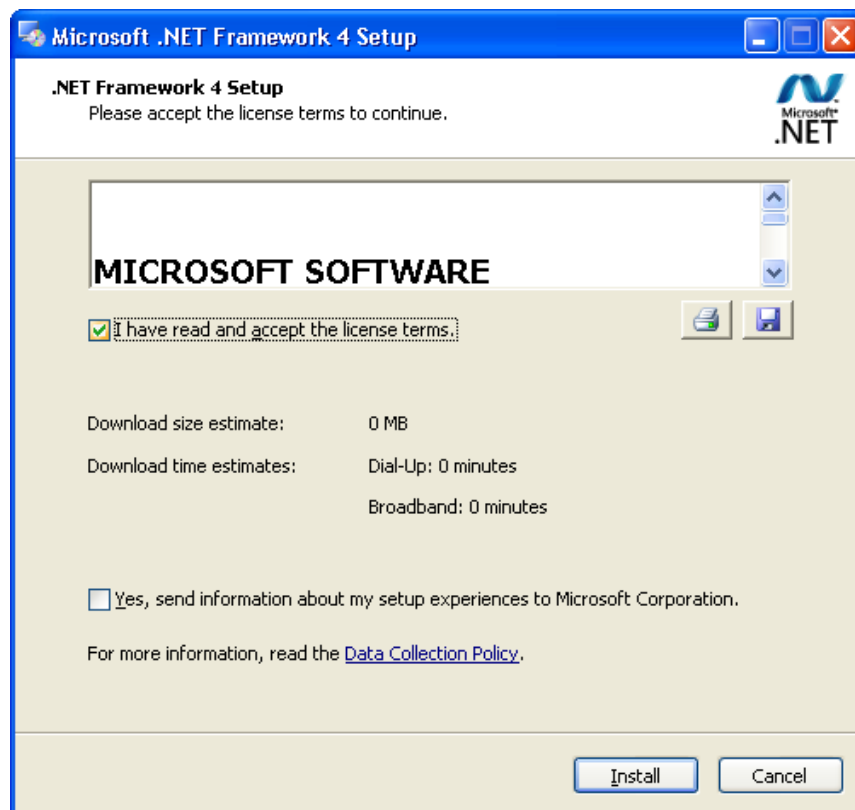 Microsoft .NET Framework 4 Setup
.NET Framework 4 Setup
Please accept the license terms to continue.
Microsoft®
.NET
MICROSOFT SOFTWARE
I have read and accept the license terms.
Download size estimate: 0 MB
Download time estimates: Dial-Up: 0 minutes
Broadband: 0 minutes
Yes, send information about my setup experiences to Microsoft Corporation.
For more information, read the Data Collection Policy.
Install Cancel